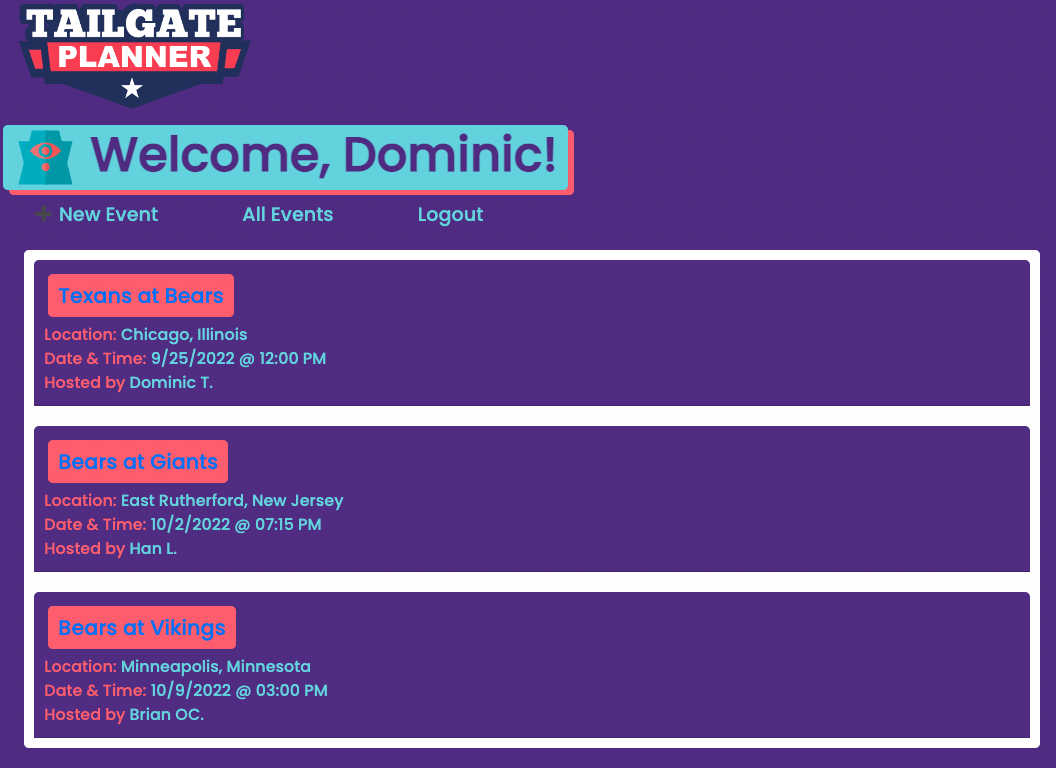 TAILGATE
PLANNER
Welcome, Dominic!
➕ New Event All Events Logout
Texans at Bears
Location: Chicago, Illinois
Date & Time: 9/25/2022 @ 12:00 PM
Hosted by Dominic T.
Bears at Giants
Location: East Rutherford, New Jersey
Date & Time: 10/2/2022 @ 07:15 PM
Hosted by Han L.
Bears at Vikings
Location: Minneapolis, Minnesota
Date & Time: 10/9/2022 @ 03:00 PM
Hosted by Brian OC.